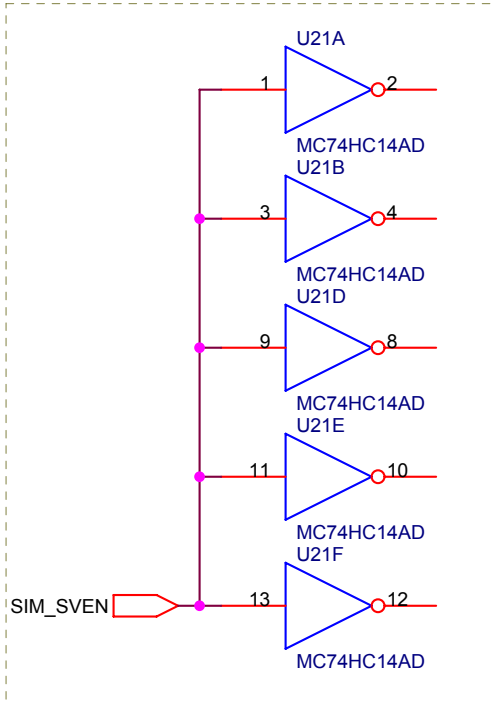 U21A
1
2
MC74HC14AD
U21B
3
4
MC74HC14AD
U21D
9
8
MC74HC14AD
U21E
11
10
MC74HC14AD
U21F
SIM_SVEN
13
12
MC74HC14AD